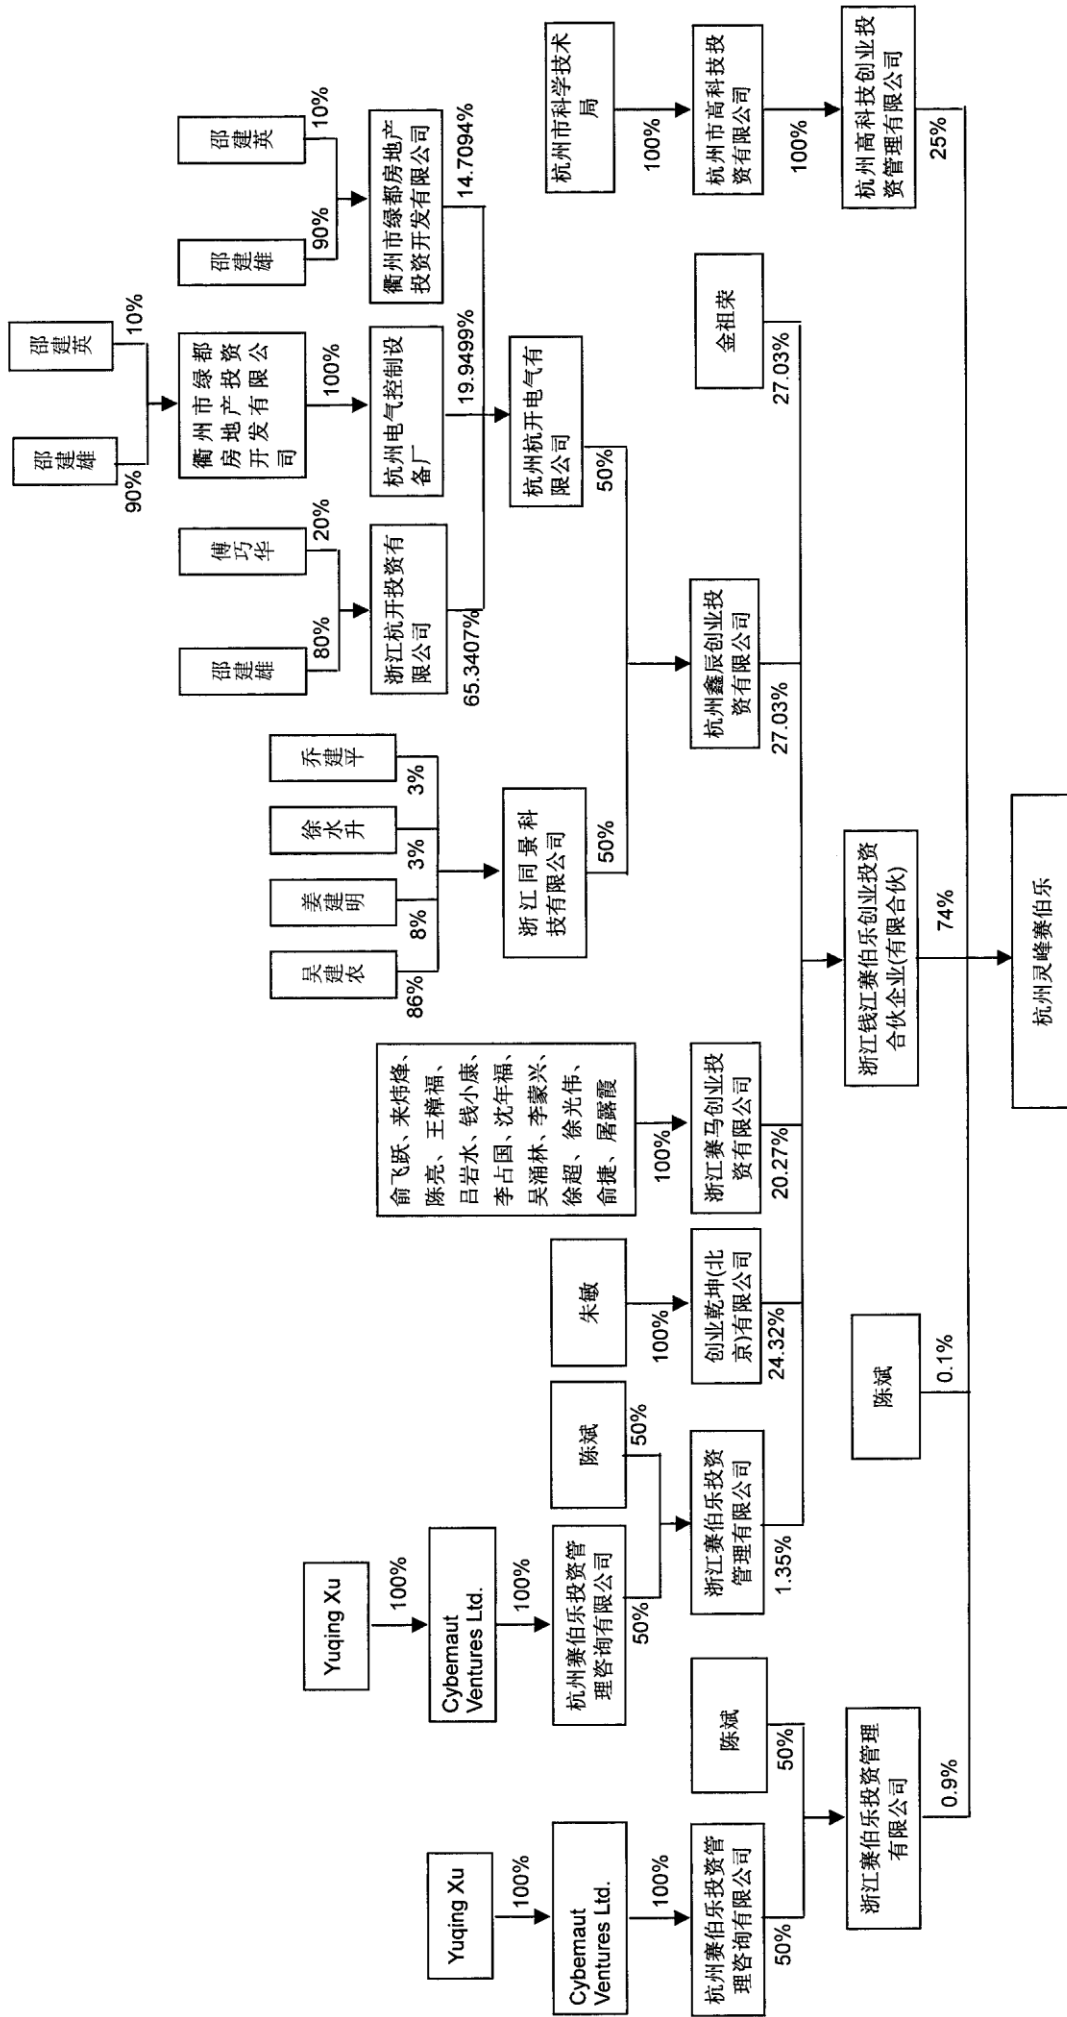 邵建雄
邵建英
90%
10%
邵建雄
傅巧华
衢州市绿都
房地产投资
开发有限公
司
邵建雄
邵建英
80%
20%
100%
90%
10%
吴建农
姜建明
徐水升
乔建平
浙江杭开投资有
限公司
杭州电气控制设
备厂
衢州市绿都房地产
投资开发有限公司
86%
8%
3%
3%
65.3407%
19.9499%
14.7094%
Yuqing Xu
100%
俞飞跃、来炜烽、
陈亮、王樟福、
吕岩水、钱小康、
李占国、沈年福、
吴涌林、李蒙兴、
徐超、徐光伟、
俞捷、屠露霞
Yuqing Xu
100%
Cybernaut
Ventures Ltd.
100%
浙江同景科
技有限公司
杭州杭开电气有
限公司
杭州市科学技术
局
Cybernaut
Ventures Ltd.
杭州赛伯乐投资管
理咨询有限公司
陈斌
朱敏
50%
50%
100%
50%
50%
100%
100%
100%
杭州赛伯乐投资管
理咨询有限公司
陈斌
浙江赛伯乐投资
管理有限公司
创业乾坤(北
京)有限公司
浙江赛马创业投
资有限公司
杭州鑫辰创业投
资有限公司
金祖荣
杭州市高科技投
资有限公司
50%
50%
1.35%
24.32%
20.27%
27.03%
27.03%
100%
浙江赛伯乐投资管理
有限公司
陈斌
浙江钱江赛伯乐创业投资
合伙企业(有限合伙)
杭州高科技创业投
资管理有限公司
0.9%
0.1%
74%
25%
杭州灵峰赛伯乐